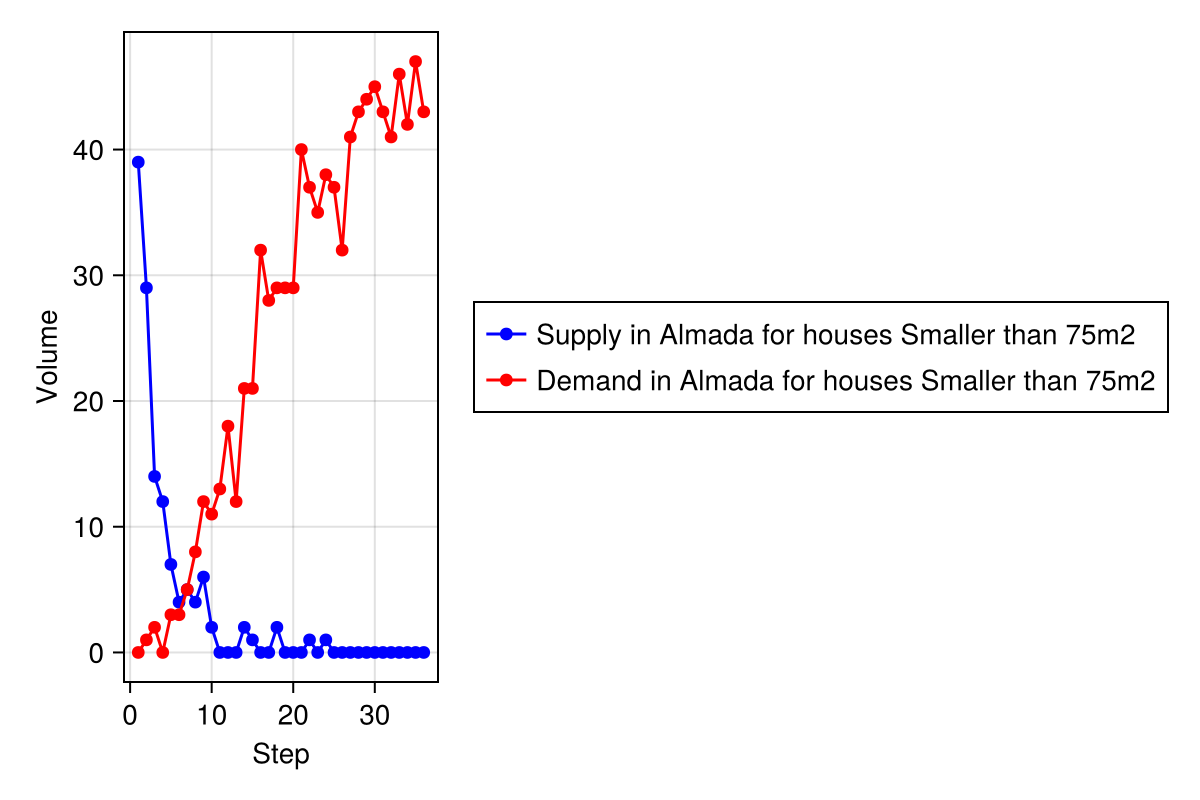 Volume
40
30
20
10
0
0 10 20 30
Step
Supply in Almada for houses Smaller than 75m2
Demand in Almada for houses Smaller than 75m2